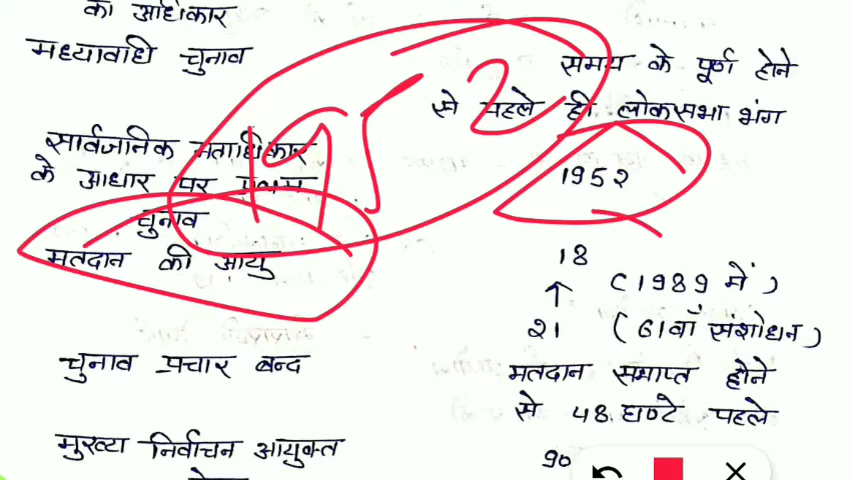 का अधिकार
मध्यावधि चुनाव
समय के पूर्ण होने
से पहले ही लोकसभा भंग
1952
सार्वजनिक मताधिकार
के आधार पर प्रथम
चुनाव
1952
मतदान की आयु
18
↑ (1989 में)
21 (61वाँ संशोधन)
चुनाव प्रचार बन्द
मतदान समाप्त होने
से 48 घण्टे पहले
मुख्य निर्वाचन आयुक्त